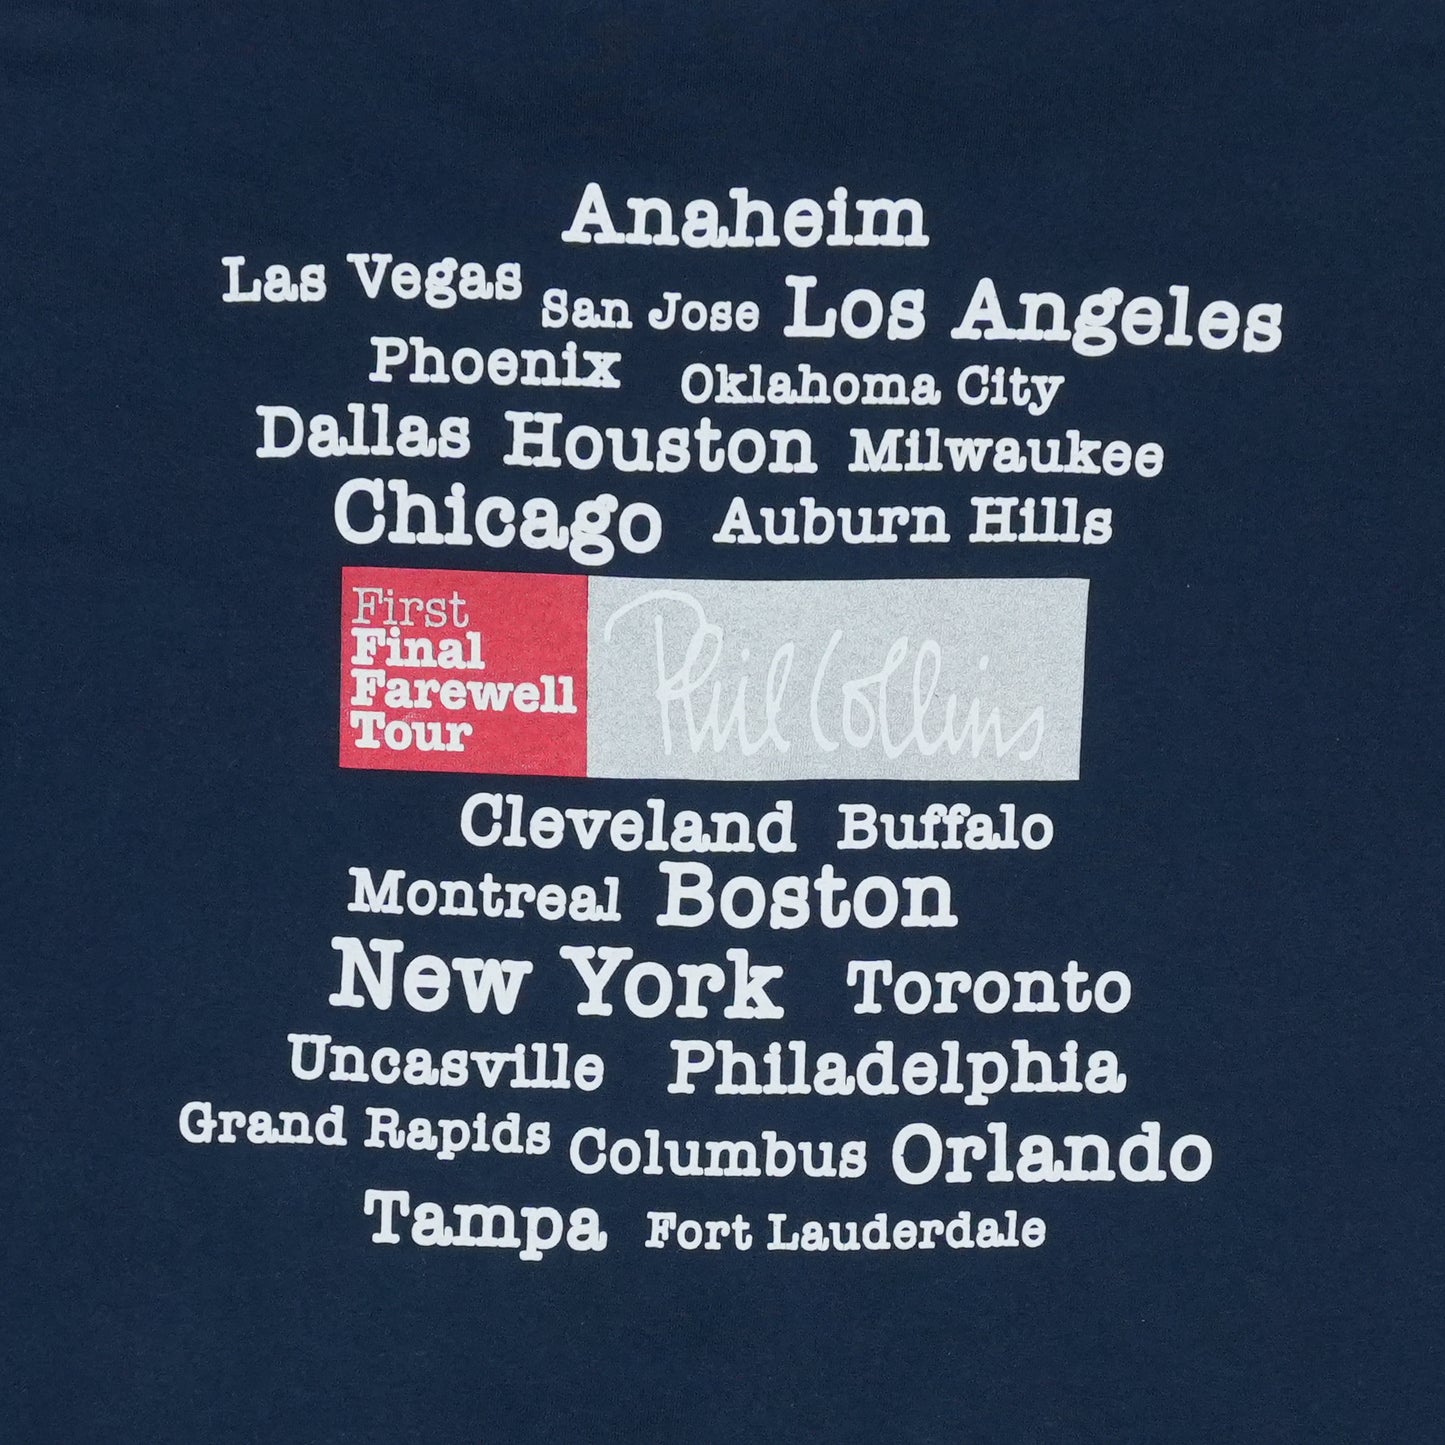 Anaheim
Las Vegas San Jose Los Angeles
Phoenix Oklahoma City
Dallas Houston Milwaukee
Chicago Auburn Hills
First
Final
Farewell
Tour
Phil Collins
Cleveland Buffalo
Montreal Boston
New York Toronto
Uncasville Philadelphia
Grand Rapids Columbus Orlando
Tampa Fort Lauderdale